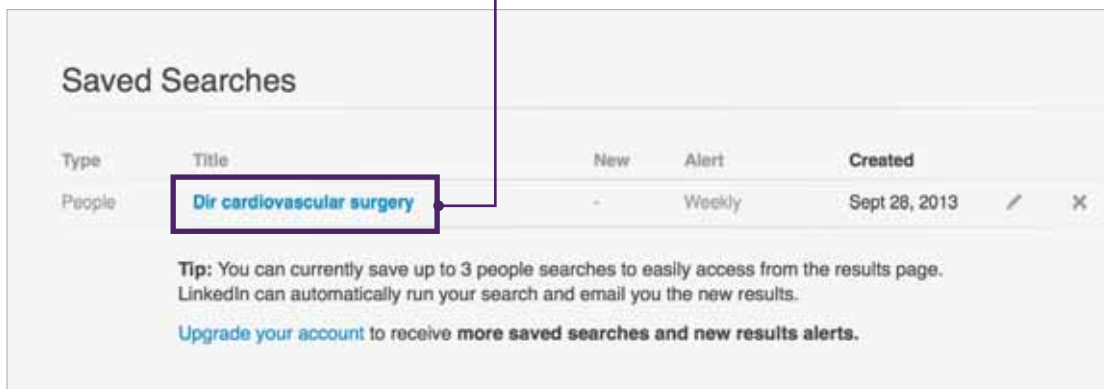 Saved Searches
Type Title New Alert Created
People Dir cardiovascular surgery - Weekly Sept 28, 2013
Tip: You can currently save up to 3 people searches to easily access from the results page.
LinkedIn can automatically run your search and email you the new results.
Upgrade your account to receive more saved searches and new results alerts.